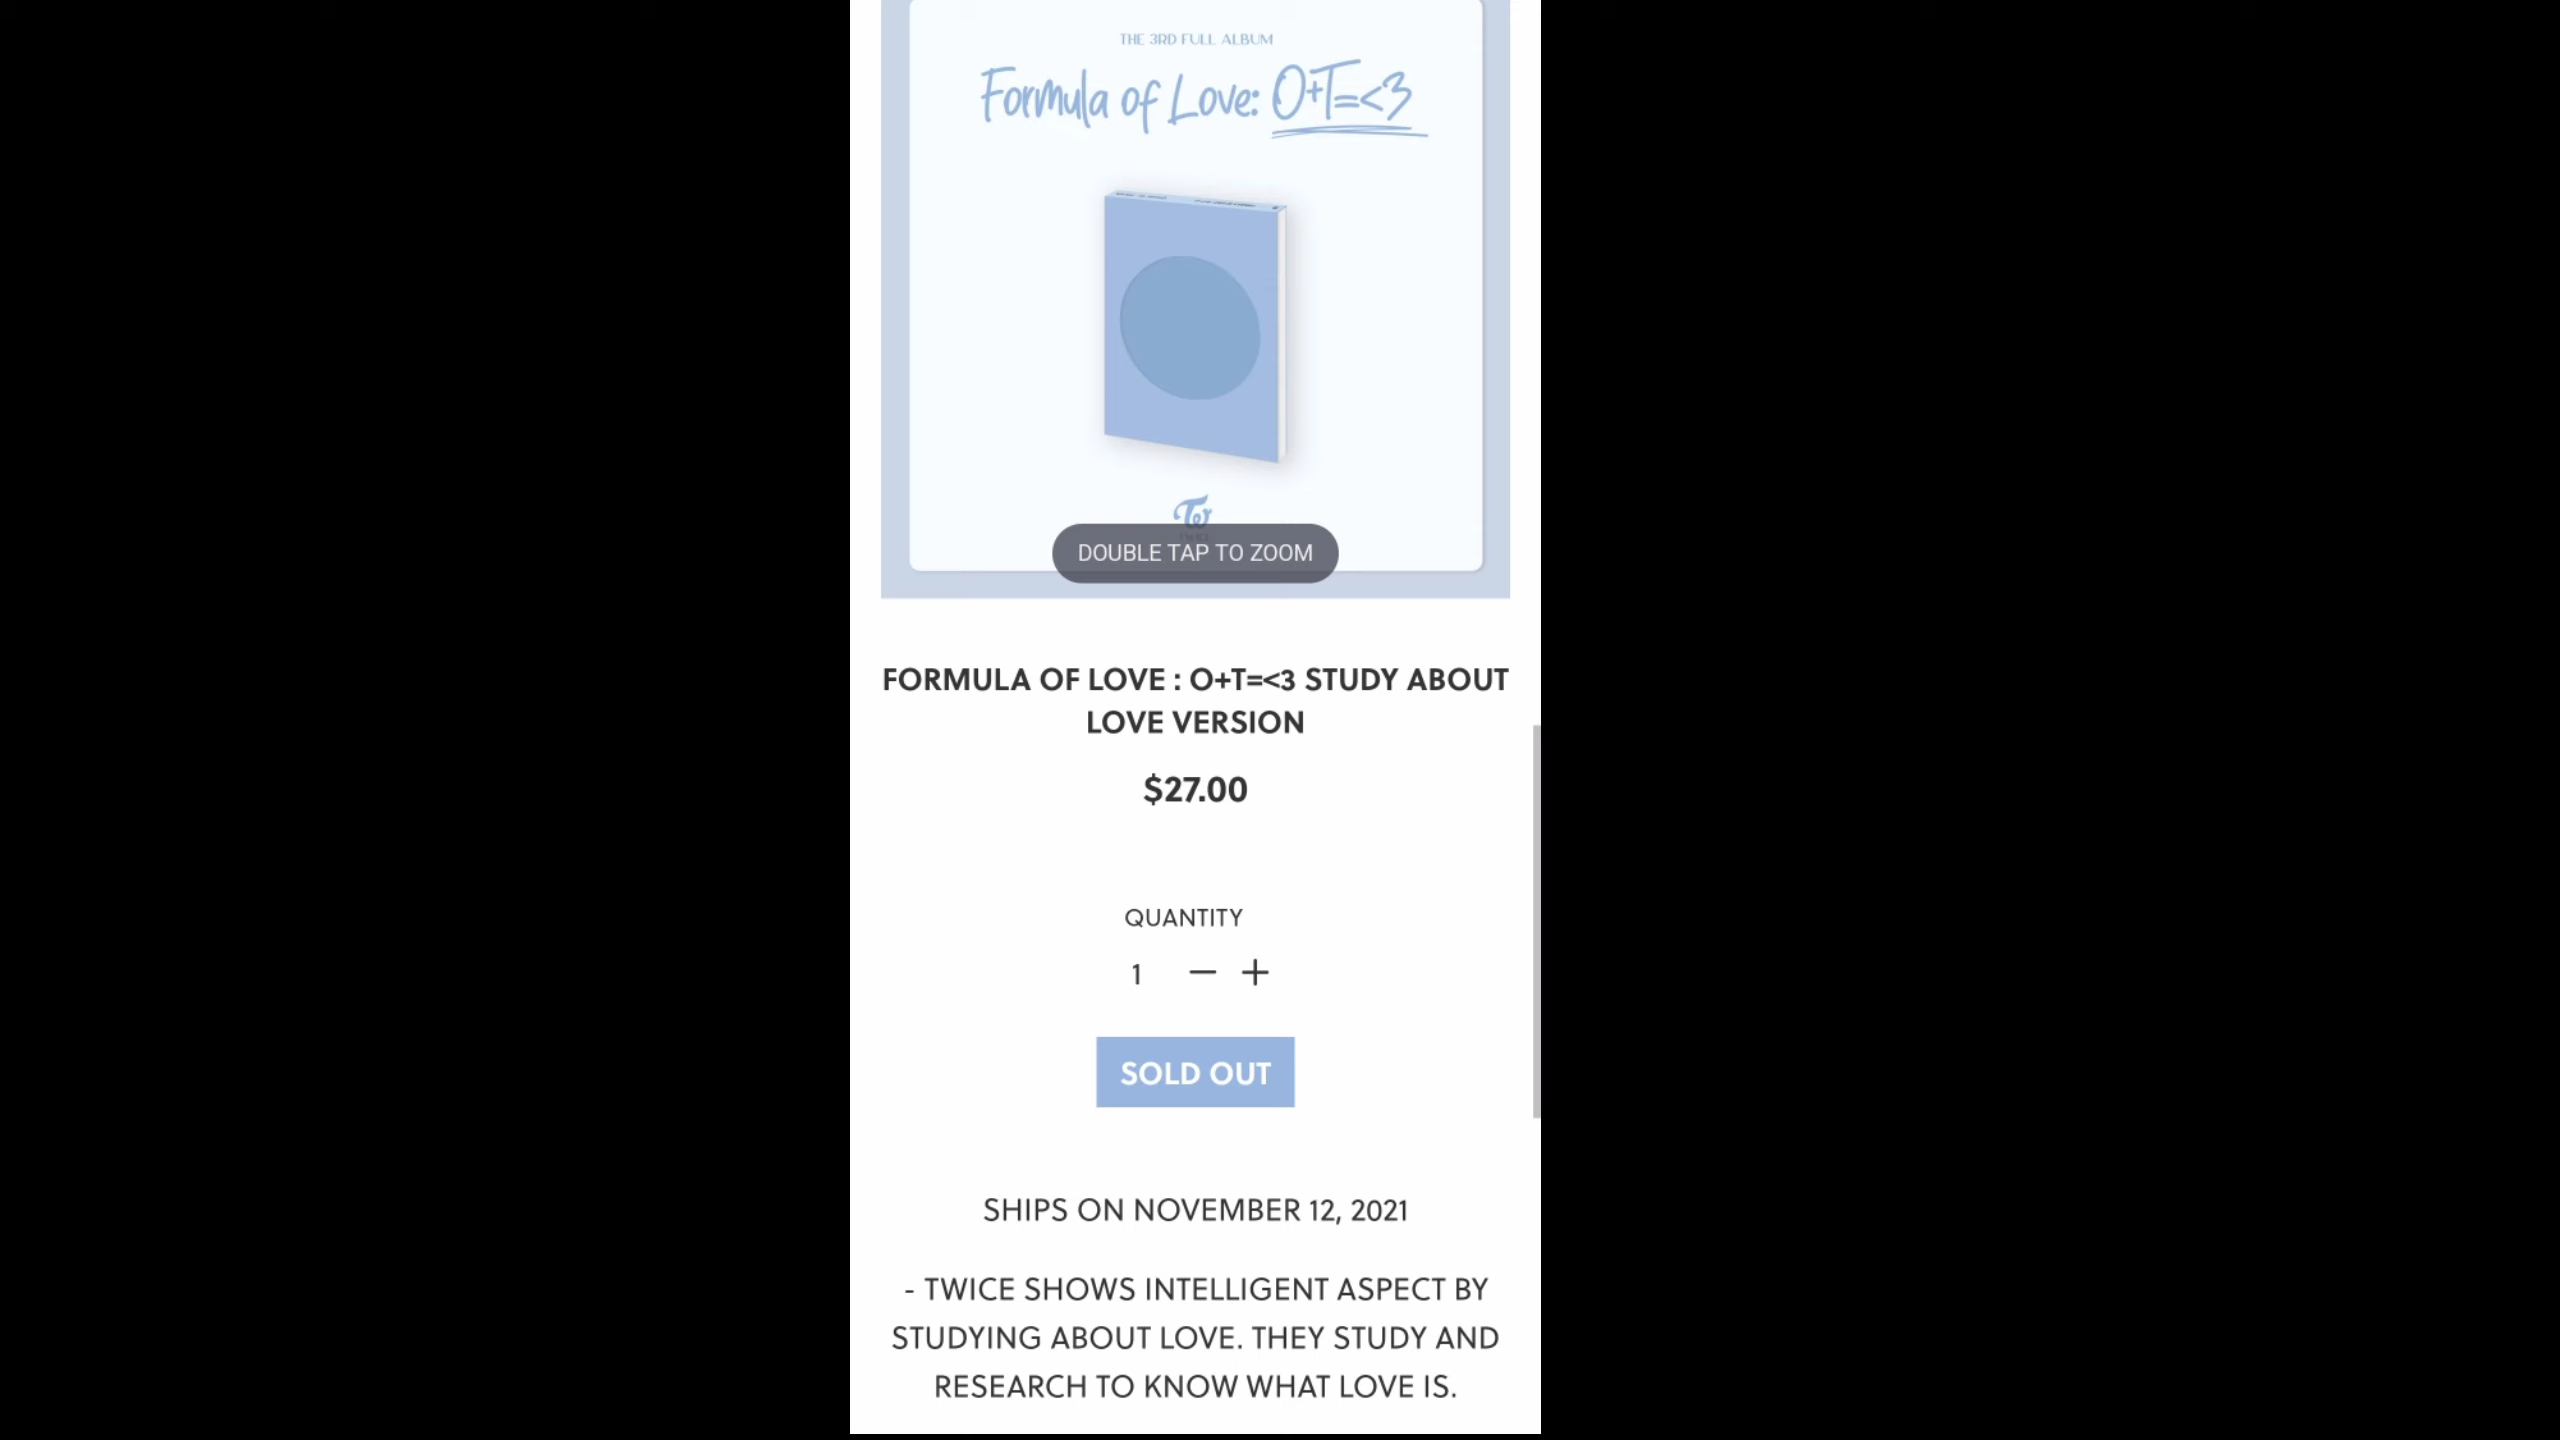 THE 3RD FULL ALBUM
Formula of Love: O+T=<3
DOUBLE TAP TO ZOOM
FORMULA OF LOVE : O+T=<3 STUDY ABOUT
LOVE VERSION
$27.00
QUANTITY
1 − +
SOLD OUT
SHIPS ON NOVEMBER 12, 2021
- TWICE SHOWS INTELLIGENT ASPECT BY
STUDYING ABOUT LOVE. THEY STUDY AND
RESEARCH TO KNOW WHAT LOVE IS.